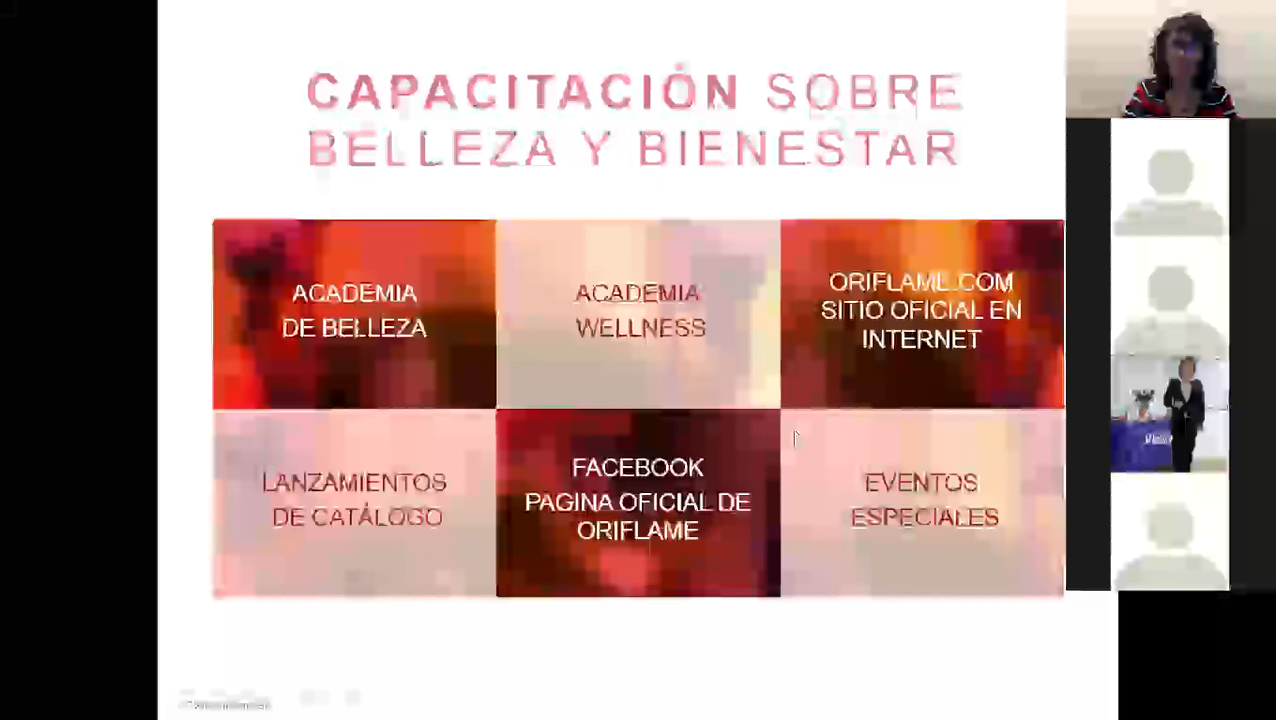 CAPACITACIÓN SOBRE
BELLEZA Y BIENESTAR
ACADEMIA
DE BELLEZA
ACADEMIA
WELLNESS
ORIFLAME.COM
SITIO OFICIAL EN
INTERNET
LANZAMIENTOS
DE CATÁLOGO
FACEBOOK
PAGINA OFICIAL DE
ORIFLAME
EVENTOS
ESPECIALES